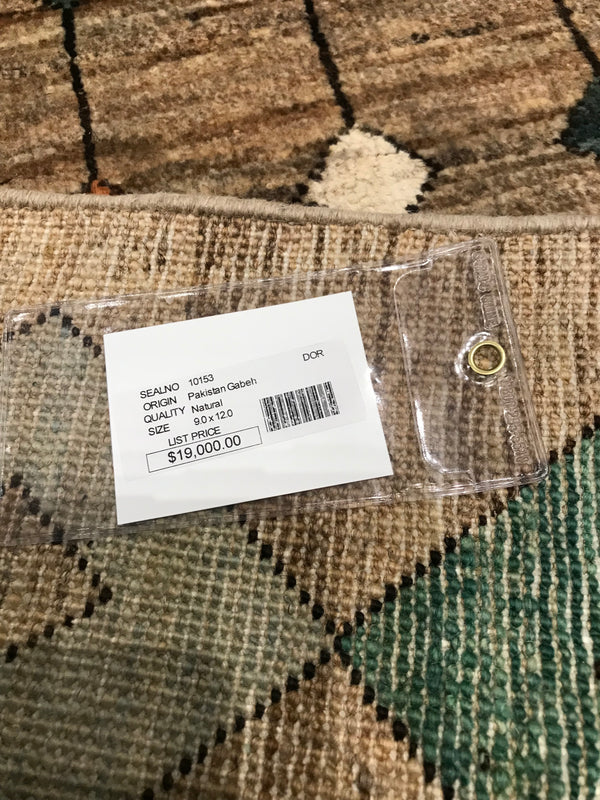 DOR
SEALNO 10153
ORIGIN Pakistan Gabeh
QUALITY Natural
SIZE 9.0 x 12.0
LIST PRICE
$19,000.00